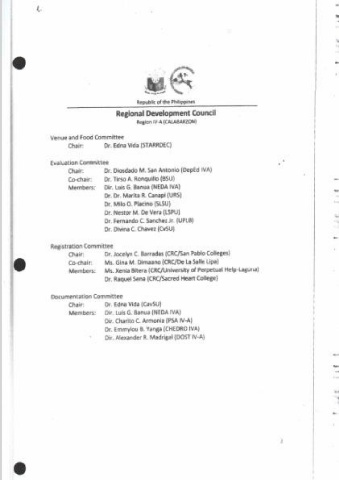 Republic of the Philippines
Regional Development Council
Region IV-A (CALABARZON)
Venue and Food Committee
Chair: Dr. Edna Vida (STAARRDEC)
Evaluation Committee
Chair: Dr. Diosdado M. San Antonio (DepEd IVA)
Co-chair: Dr. Tirso A. Ronquillo (BSU)
Members: Dir. Luis G. Banua (NEDA IVA)
Dr. Dr. Marita R. Canapi (URS)
Dr. Milo O. Placino (SLSU)
Dr. Nestor M. De Vera (LSPU)
Dr. Fernando C. Sanchez Jr. (UPLB)
Dr. Divina C. Chavez (CvSU)
Registration Committee
Chair: Dr. Jocelyn C. Barradas (CRC/San Pablo Colleges)
Co-chair: Ms. Gina M. Dimaano (CRC/De La Salle Lipa)
Members: Ms. Xenia Bitera (CRC/University of Perpetual Help-Laguna)
Dr. Raquel Sena (CRC/Sacred Heart College)
Documentation Committee
Chair: Dr. Edna Vida (CavSU)
Members: Dir. Luis G. Banua (NEDA IVA)
Dir. Charito C. Armonia (PSA IV-A)
Dr. Emmylou B. Yanga (CHEDRO IVA)
Dir. Alexander R. Madrigal (DOST IV-A)